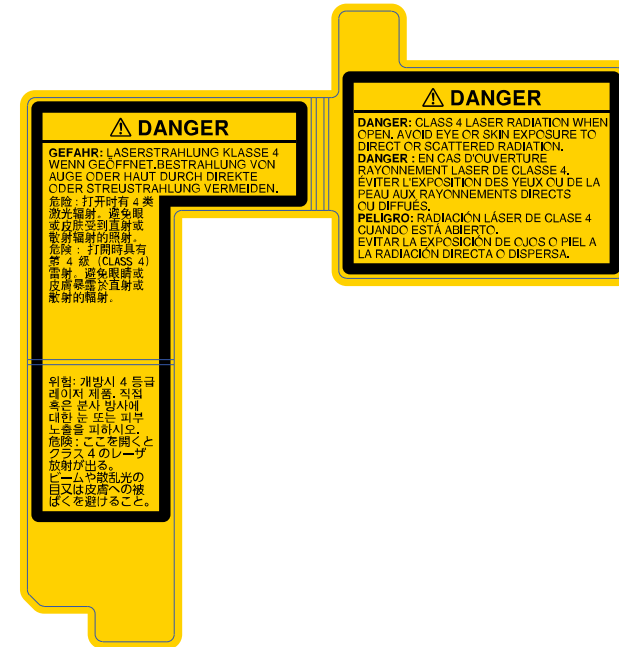 DANGER
GEFAHR: LASERSTRAHLUNG KLASSE 4
WENN GEÖFFNET.BESTRAHLUNG VON
AUGE ODER HAUT DURCH DIREKTE
ODER STREUSTRAHLUNG VERMEIDEN.
危险: 打开时有 4 类
激光辐射。避免眼
或皮肤受到直射或
散射辐射的照射。
危險: 打開時具有
第 4 級 (CLASS 4)
雷射。避免眼睛或
皮膚暴露於直射或
散射的輻射。
위험: 개방시 4 등급
레이저 제품. 직접
혹은 분사 방사에
대한 눈 또는 피부
노출을 피하시오.
危険: ここを開くと
クラス 4 のレーザ
放射が出る。
ビームや散乱光の
目又は皮膚への被
ばくを避けること。
DANGER
DANGER: CLASS 4 LASER RADIATION WHEN
OPEN. AVOID EYE OR SKIN EXPOSURE TO
DIRECT OR SCATTERED RADIATION.
DANGER : EN CAS D'OUVERTURE
RAYONNEMENT LASER DE CLASSE 4.
ÉVITER L'EXPOSITION DES YEUX OU DE LA
PEAU AUX RAYONNEMENTS DIRECTS
OU DIFFUÉS.
PELIGRO: RADIACIÓN LÁSER DE CLASE 4
CUANDO ESTÁ ABIERTO.
EVITAR LA EXPOSICIÓN DE OJOS O PIEL A
LA RADIACIÓN DIRECTA O DISPERSA.